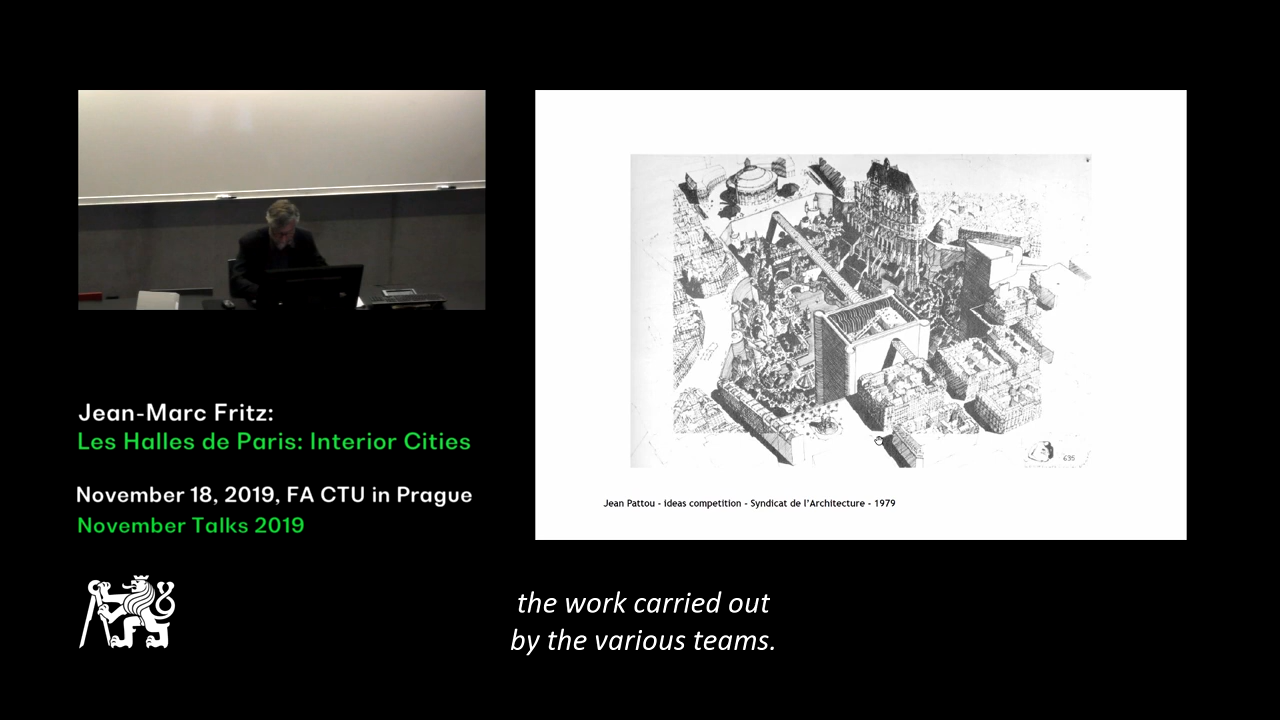 Jean-Marc Fritz:
Les Halles de Paris: Interior Cities
November 18, 2019, FA CTU in Prague
November Talks 2019
635
Jean Pattou - ideas competition - Syndicat de l'Architecture - 1979
the work carried out
by the various teams.